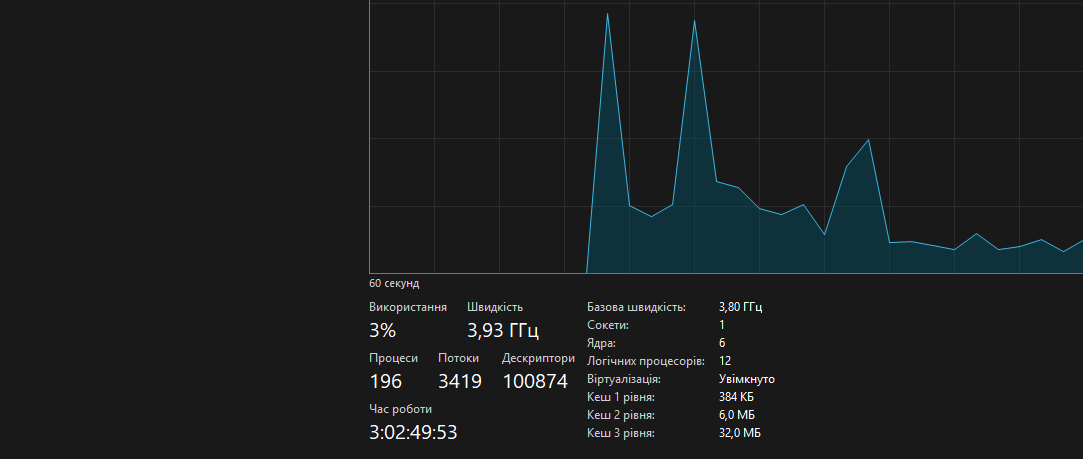 60 секунд
Використання Швидкість
3% 3,93 ГГц
Процеси Потоки Дескриптори
196 3419 100874
Час роботи
3:02:49:53
Базова швидкість: 3,80 ГГц
Сокети: 1
Ядра: 6
Логічних процесорів: 12
Віртуалізація: Увімкнуто
Кеш 1 рівня: 384 КБ
Кеш 2 рівня: 6,0 МБ
Кеш 3 рівня: 32,0 МБ